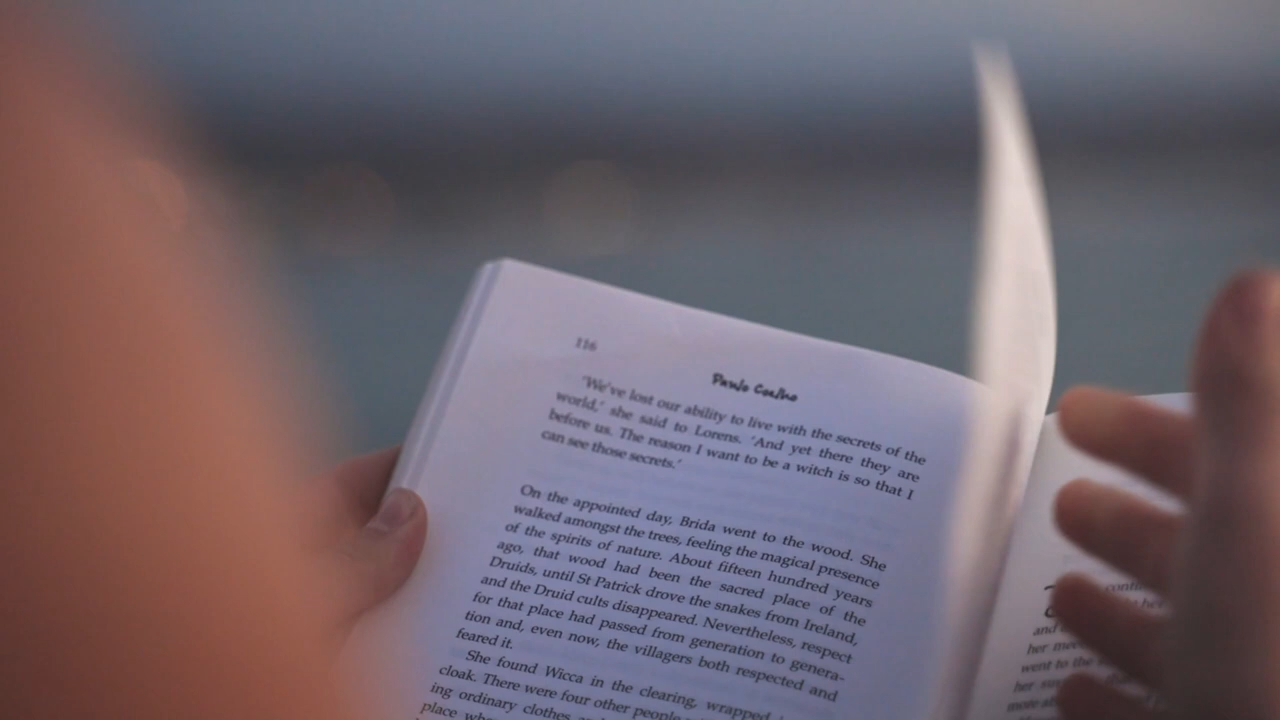 116
Paulo Coelho
'We've lost our ability to live with the secrets of the
world,' she said to Lorens. 'And yet there they are
before us. The reason I want to be a witch is so that I
can see those secrets.'
On the appointed day, Brida went to the wood. She
walked amongst the trees, feeling the magical presence
of the spirits of nature. About fifteen hundred years
ago, that wood had been the sacred place of the
Druids, until St Patrick drove the snakes from Ireland,
and the Druid cults disappeared. Nevertheless, respect
for that place had passed from generation to genera-
tion and, even now, the villagers both respected and
feared it.
She found Wicca in the clearing, wrapped
cloak. There were four other people
ing ordinary clothes
place
and
her
went to the
her